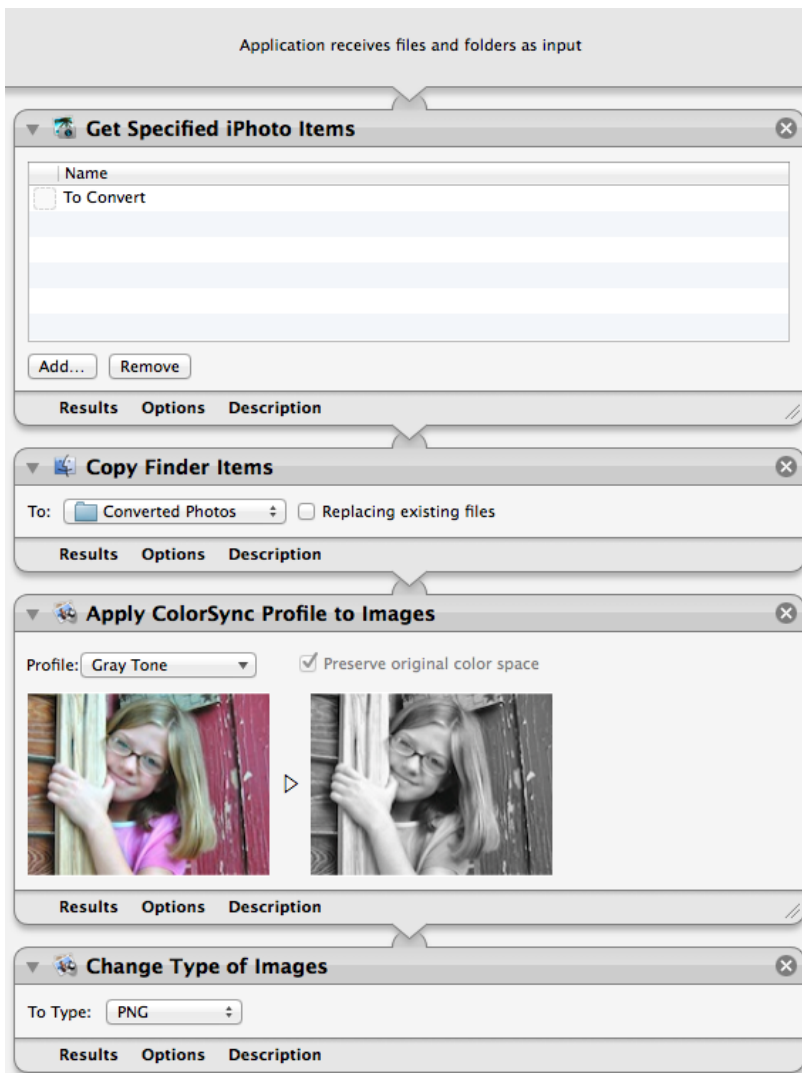 Application receives files and folders as input
Get Specified iPhoto Items
Name
To Convert
Add... Remove
Results Options Description
Copy Finder Items
To: Converted Photos Replacing existing files
Results Options Description
Apply ColorSync Profile to Images
Profile: Gray Tone Preserve original color space
Results Options Description
Change Type of Images
To Type: PNG
Results Options Description